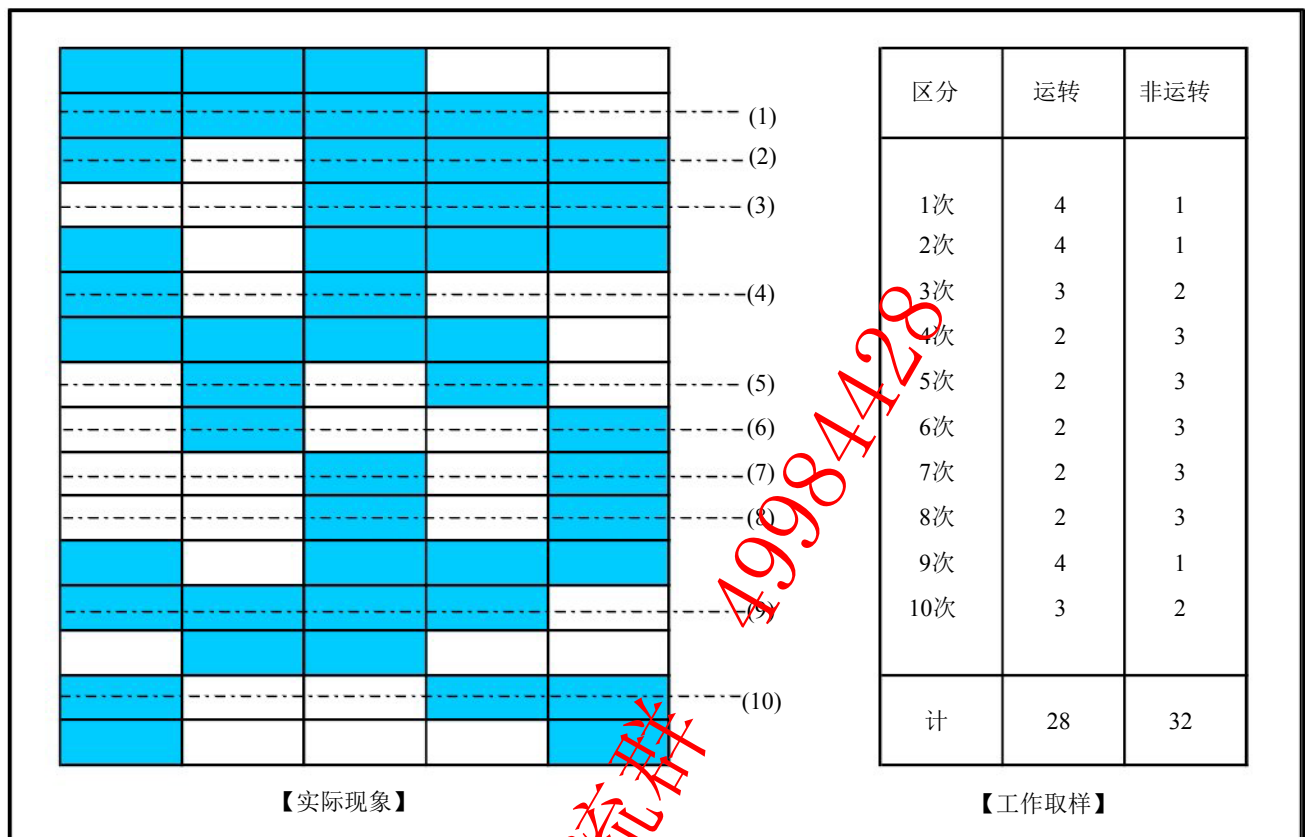 (1)
(2)
(3)
(4)
(5)
(6)
(7)
(8)
(9)
(10)
【实际现象】
区分 运转 非运转
1次 4 1
2次 4 1
3次 3 2
4次 2 3
5次 2 3
6次 2 3
7次 2 3
8次 2 3
9次 4 1
10次 3 2
计 28 32
【工作取样】
49984428
流群